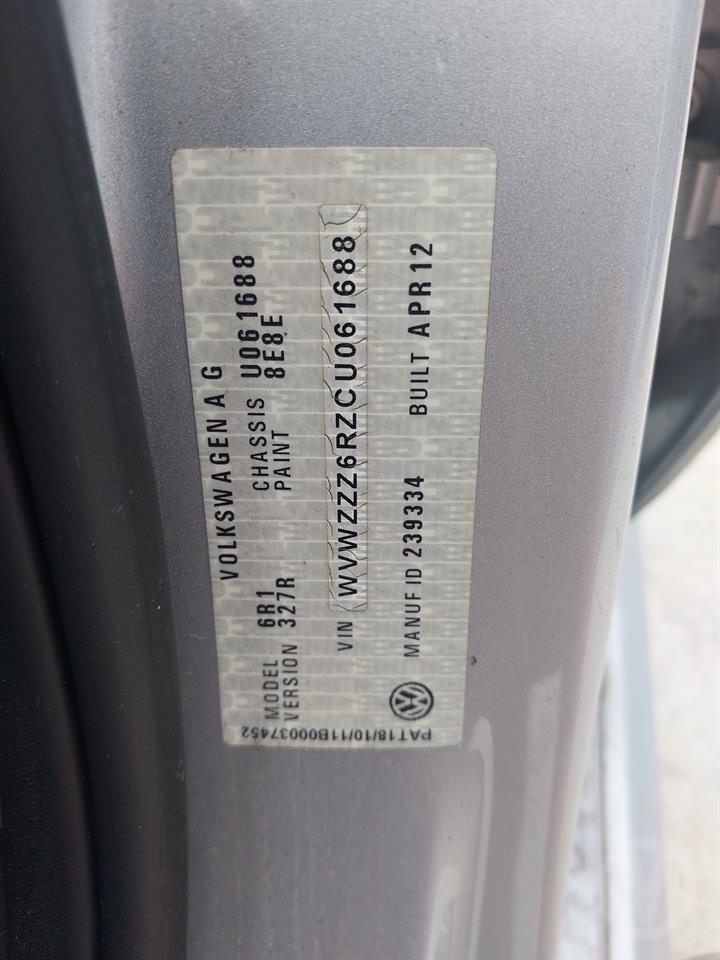 VOLKSWAGEN A G
MODEL 6R1 CHASSIS U061688
VERSION 327R PAINT 8E8E
VIN WVWZZZ6RZCU061688
MANUF ID 239334 BUILT APR12
PAT18/10/11B00037452